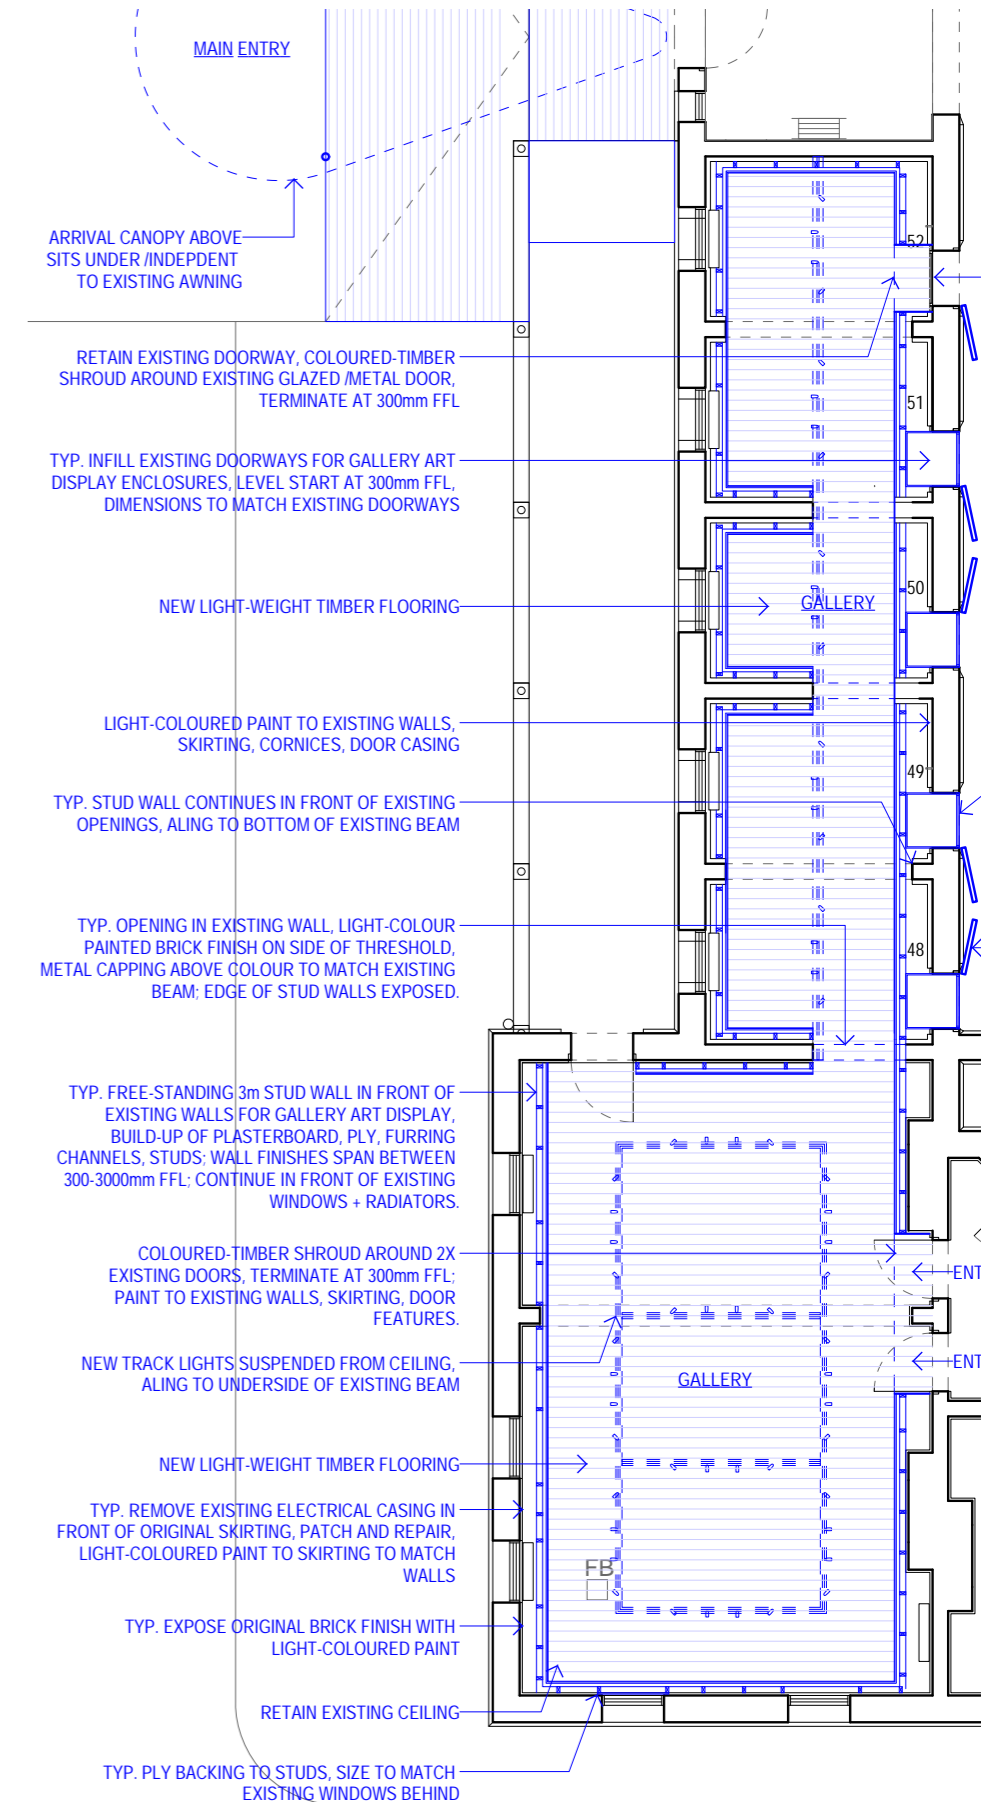 MAIN ENTRY
ARRIVAL CANOPY ABOVE
SITS UNDER /INDEPDENT
TO EXISTING AWNING
RETAIN EXISTING DOORWAY, COLOURED-TIMBER
SHROUD AROUND EXISTING GLAZED /METAL DOOR,
TERMINATE AT 300mm FFL
TYP. INFILL EXISTING DOORWAYS FOR GALLERY ART
DISPLAY ENCLOSURES, LEVEL START AT 300mm FFL,
DIMENSIONS TO MATCH EXISTING DOORWAYS
NEW LIGHT-WEIGHT TIMBER FLOORING
LIGHT-COLOURED PAINT TO EXISTING WALLS,
SKIRTING, CORNICES, DOOR CASING
TYP. STUD WALL CONTINUES IN FRONT OF EXISTING
OPENINGS, ALING TO BOTTOM OF EXISTING BEAM
TYP. OPENING IN EXISTING WALL, LIGHT-COLOUR
PAINTED BRICK FINISH ON SIDE OF THRESHOLD,
METAL CAPPING ABOVE COLOUR TO MATCH EXISTING
BEAM; EDGE OF STUD WALLS EXPOSED.
TYP. FREE-STANDING 3m STUD WALL IN FRONT OF
EXISTING WALLS FOR GALLERY ART DISPLAY,
BUILD-UP OF PLASTERBOARD, PLY, FURRING
CHANNELS, STUDS; WALL FINISHES SPAN BETWEEN
300-3000mm FFL; CONTINUE IN FRONT OF EXISTING
WINDOWS + RADIATORS.
COLOURED-TIMBER SHROUD AROUND 2X
EXISTING DOORS, TERMINATE AT 300mm FFL;
PAINT TO EXISTING WALLS, SKIRTING, DOOR
FEATURES.
NEW TRACK LIGHTS SUSPENDED FROM CEILING,
ALING TO UNDERSIDE OF EXISTING BEAM
NEW LIGHT-WEIGHT TIMBER FLOORING
TYP. REMOVE EXISTING ELECTRICAL CASING IN
FRONT OF ORIGINAL SKIRTING, PATCH AND REPAIR,
LIGHT-COLOURED PAINT TO SKIRTING TO MATCH
WALLS
TYP. EXPOSE ORIGINAL BRICK FINISH WITH
LIGHT-COLOURED PAINT
RETAIN EXISTING CEILING
TYP. PLY BACKING TO STUDS, SIZE TO MATCH
EXISTING WINDOWS BEHIND
52
51
50
GALLERY
49
48
ENT
ENT
GALLERY
FB